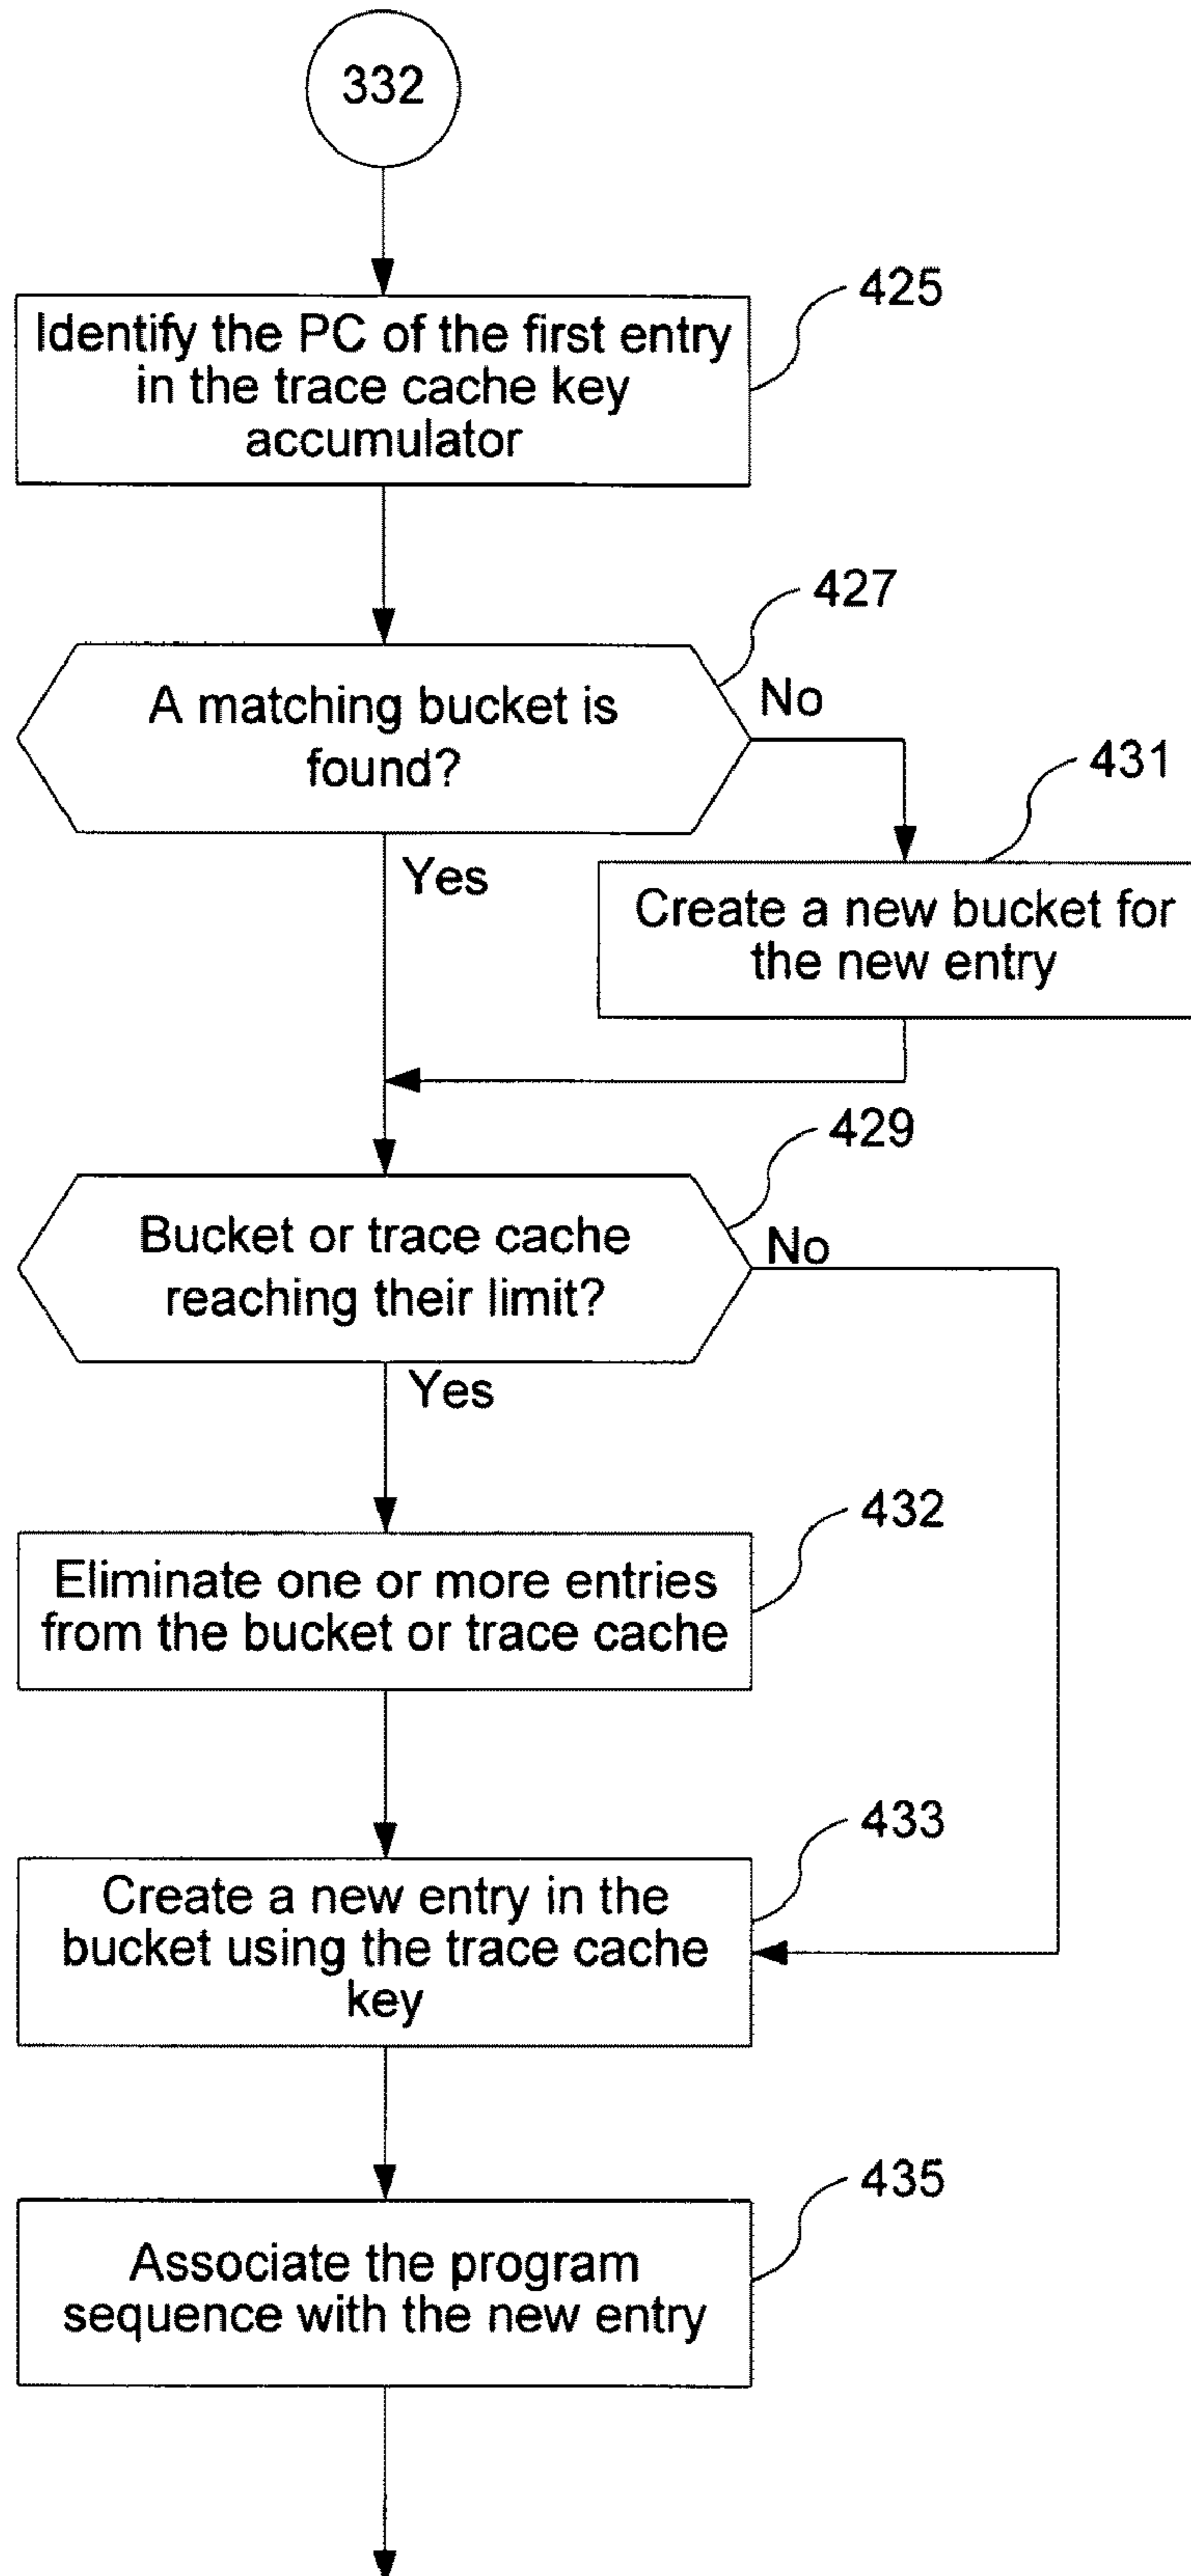 332
425
Identify the PC of the first entry
in the trace cache key
accumulator
427
A matching bucket is
found?
No
431
Yes
Create a new bucket for
the new entry
429
Bucket or trace cache
reaching their limit?
No
Yes
432
Eliminate one or more entries
from the bucket or trace cache
433
Create a new entry in the
bucket using the trace cache
key
435
Associate the program
sequence with the new entry